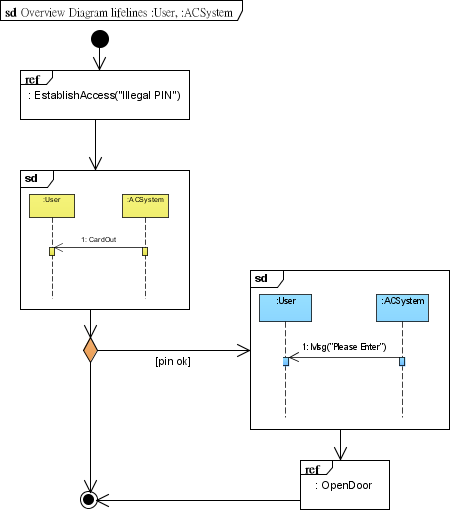 sd Overview Diagram lifelines :User, :ACSystem
ref
: EstablishAccess("Illegal PIN")
sd
:User :ACSystem
1: CardOut
sd
:User :ACSystem
1: Msg("Please Enter")
[pin ok]
ref
: OpenDoor